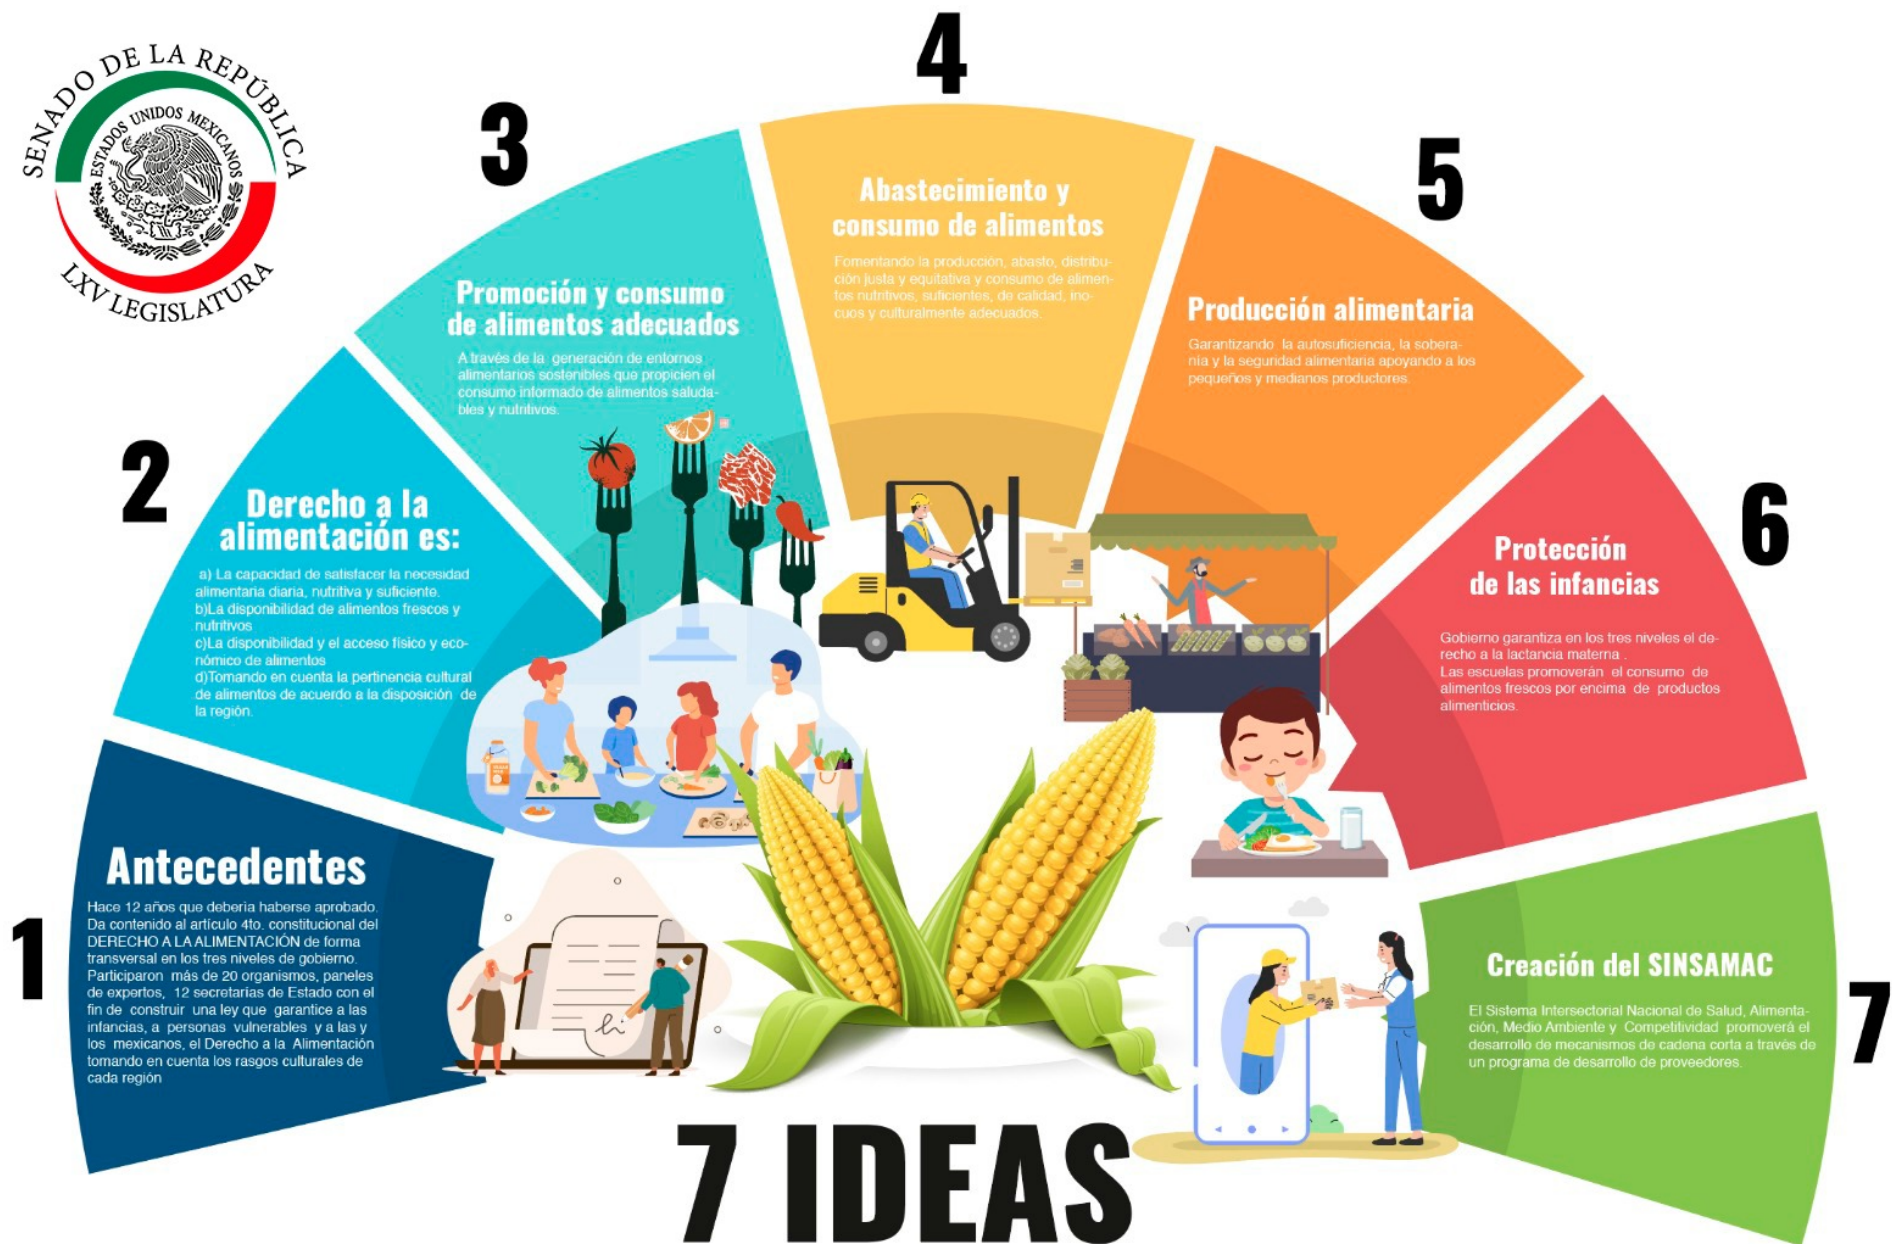 SENADO DE LA REPÚBLICA
ESTADOS UNIDOS MEXICANOS
LXV LEGISLATURA
1
Antecedentes
Hace 12 años que debería haberse aprobado.
Da contenido al artículo 4to. constitucional del
DERECHO A LA ALIMENTACIÓN de forma
transversal en los tres niveles de gobierno.
Participaron más de 20 organismos, paneles
de expertos, 12 secretarias de Estado con el
fin de construir una ley que garantice a las
infancias, a personas vulnerables y a las y
los mexicanos, el Derecho a la Alimentación
tomando en cuenta los rasgos culturales de
cada región
2
Derecho a la
alimentación es:
a) La capacidad de satisfacer la necesidad
alimentaria diaria, nutritiva y suficiente.
b)La disponibilidad de alimentos frescos y
nutritivos
c)La disponibilidad y el acceso físico y eco-
nómico de alimentos
d)Tomando en cuenta la pertinencia cultural
de alimentos de acuerdo a la disposición de
la región.
3
Promoción y consumo
de alimentos adecuados
A través de la generación de entornos
alimentarios sostenibles que propicien el
consumo informado de alimentos saluda-
bles y nutritivos.
4
Abastecimiento y
consumo de alimentos
Fomentando la producción, abasto, distribu-
ción justa y equitativa y consumo de alimen-
tos nutritivos, suficientes, de calidad, ino-
cuos y culturalmente adecuados.
5
Producción alimentaria
Garantizando la autosuficiencia, la sobera-
nía y la seguridad alimentaria apoyando a los
pequeños y medianos productores.
6
Protección
de las infancias
Gobierno garantiza en los tres niveles el de-
recho a la lactancia materna .
Las escuelas promoverán el consumo de
alimentos frescos por encima de productos
alimenticios.
7
Creación del SINSAMAC
El Sistema Intersectorial Nacional de Salud, Alimenta-
ción, Medio Ambiente y Competitividad promoverá el
desarrollo de mecanismos de cadena corta a través de
un programa de desarrollo de proveedores.
7 IDEAS